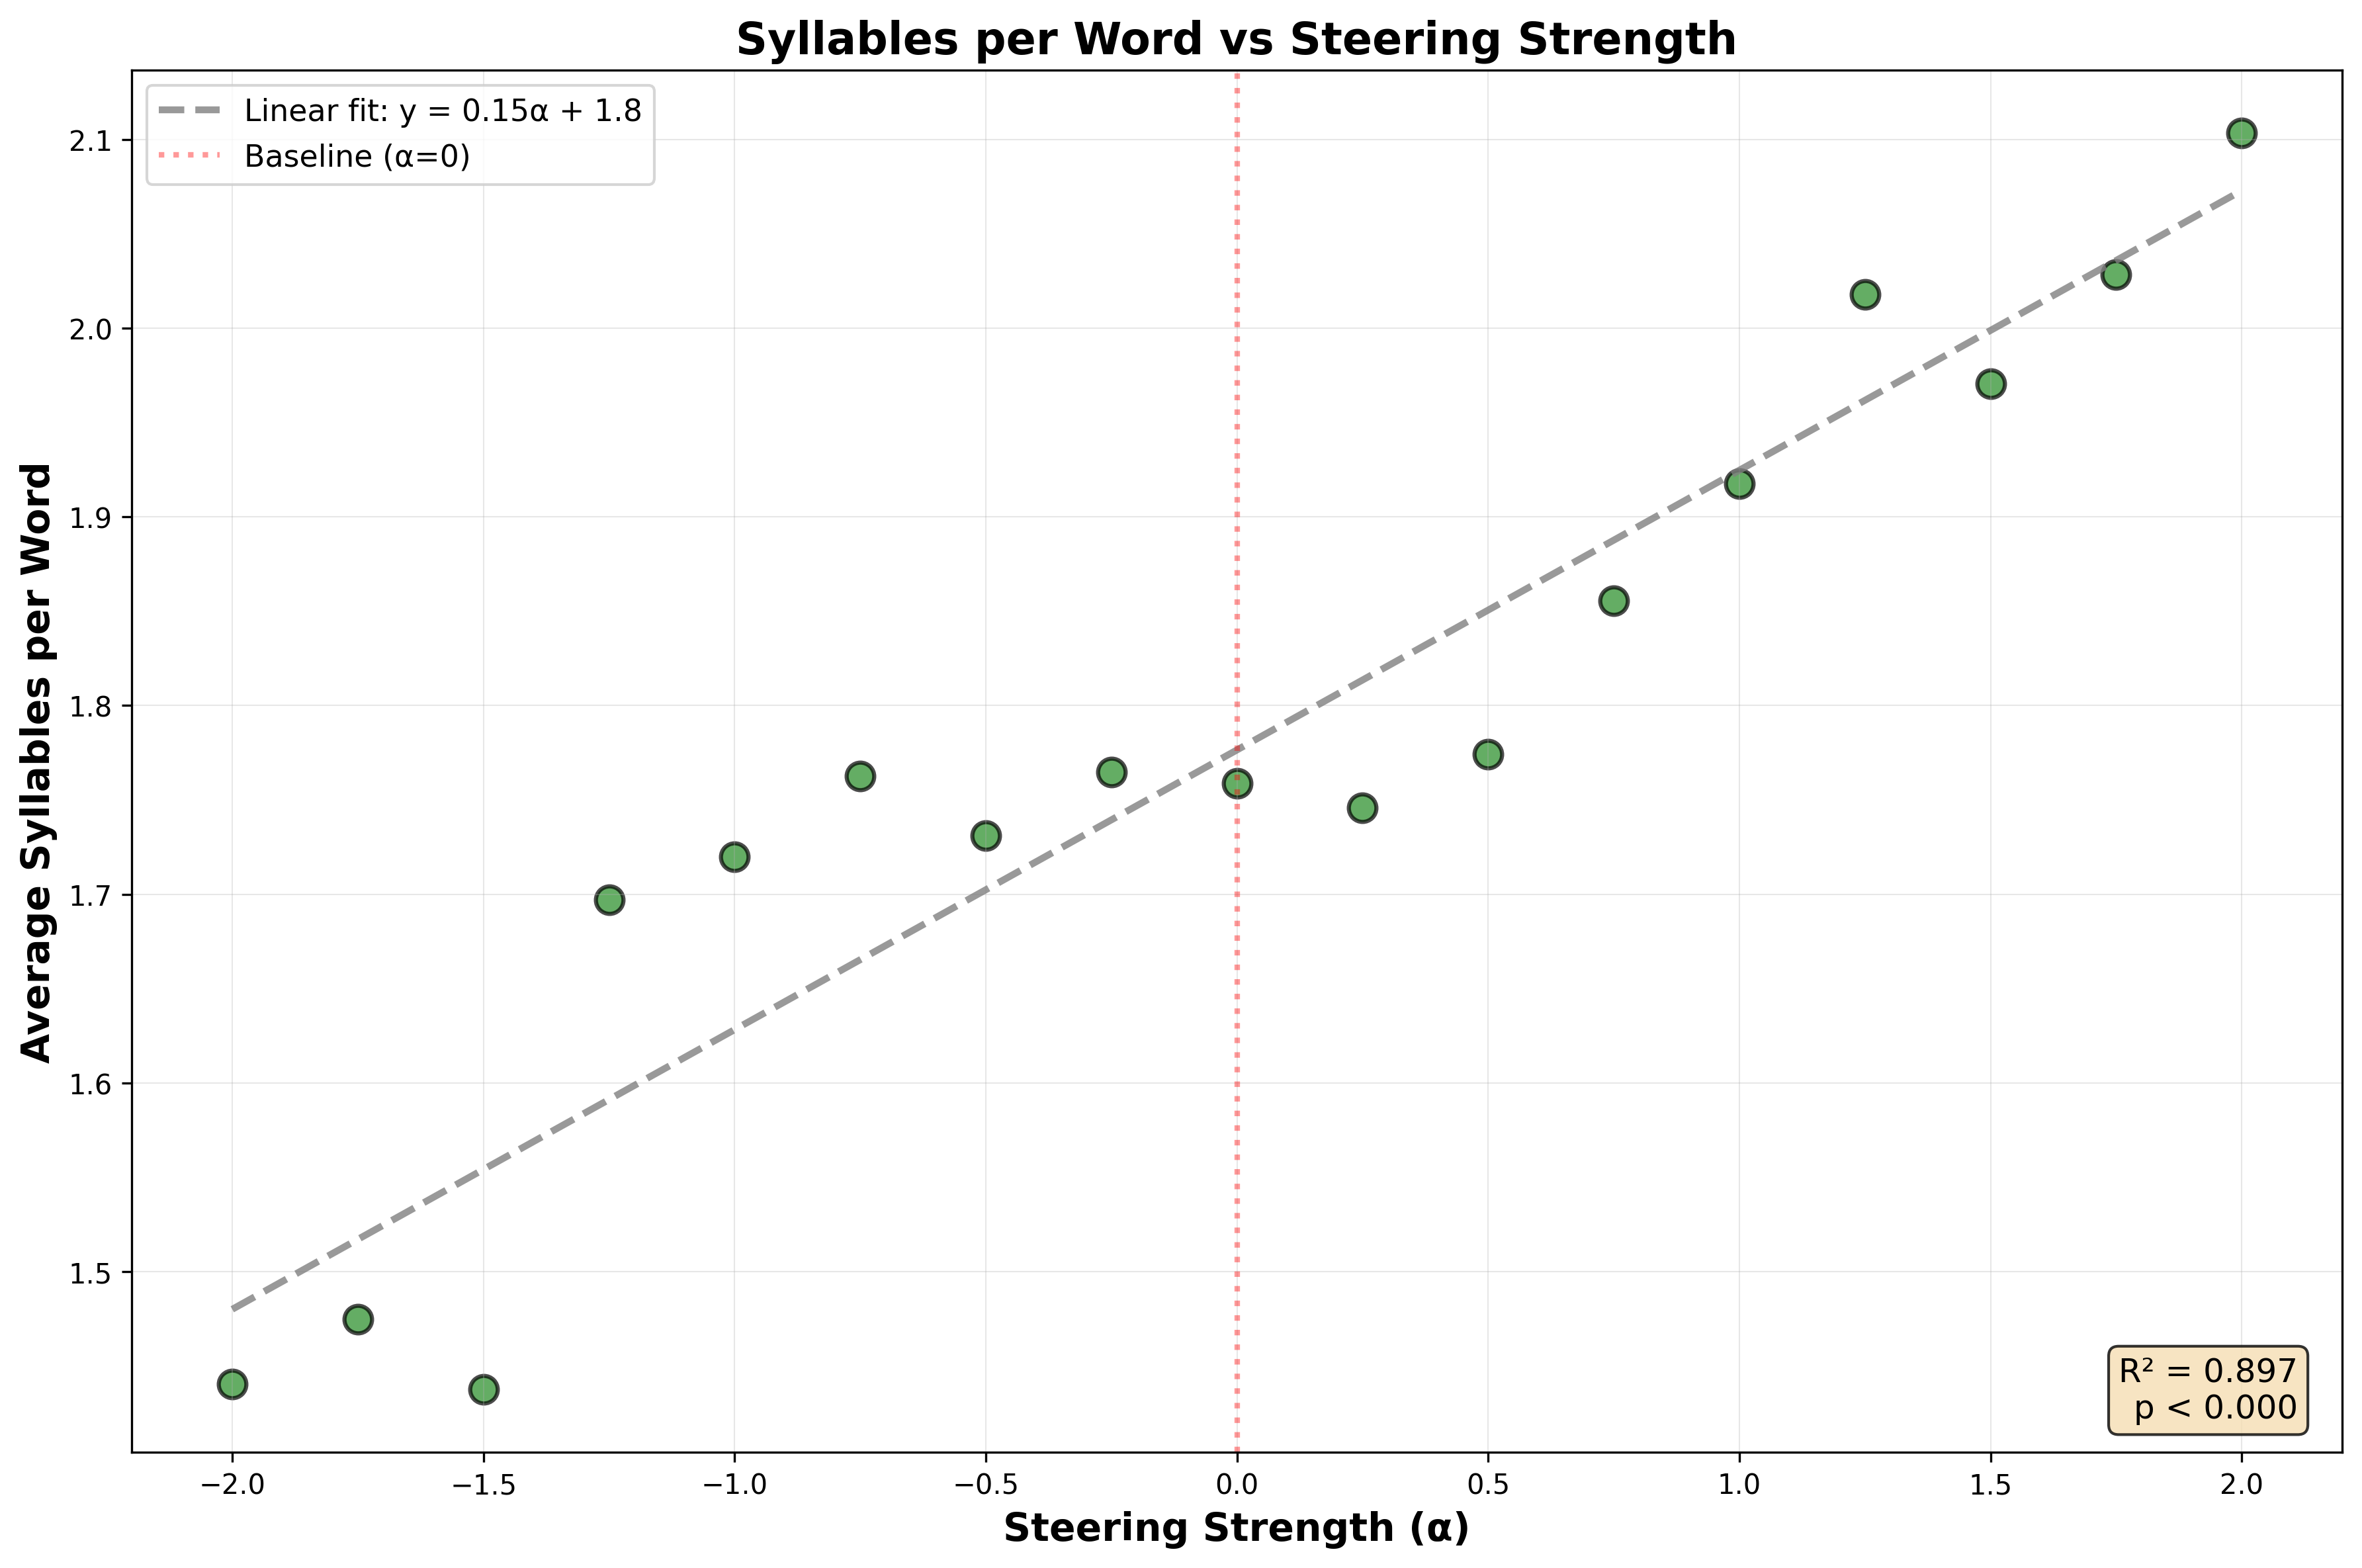 Syllables per Word vs Steering Strength
Linear fit: y = 0.15α + 1.8
Baseline (α=0)
Average Syllables per Word
2.1
2.0
1.9
1.8
1.7
1.6
1.5
R² = 0.897
p < 0.000
−2.0 −1.5 −1.0 −0.5 0.0 0.5 1.0 1.5 2.0
Steering Strength (α)